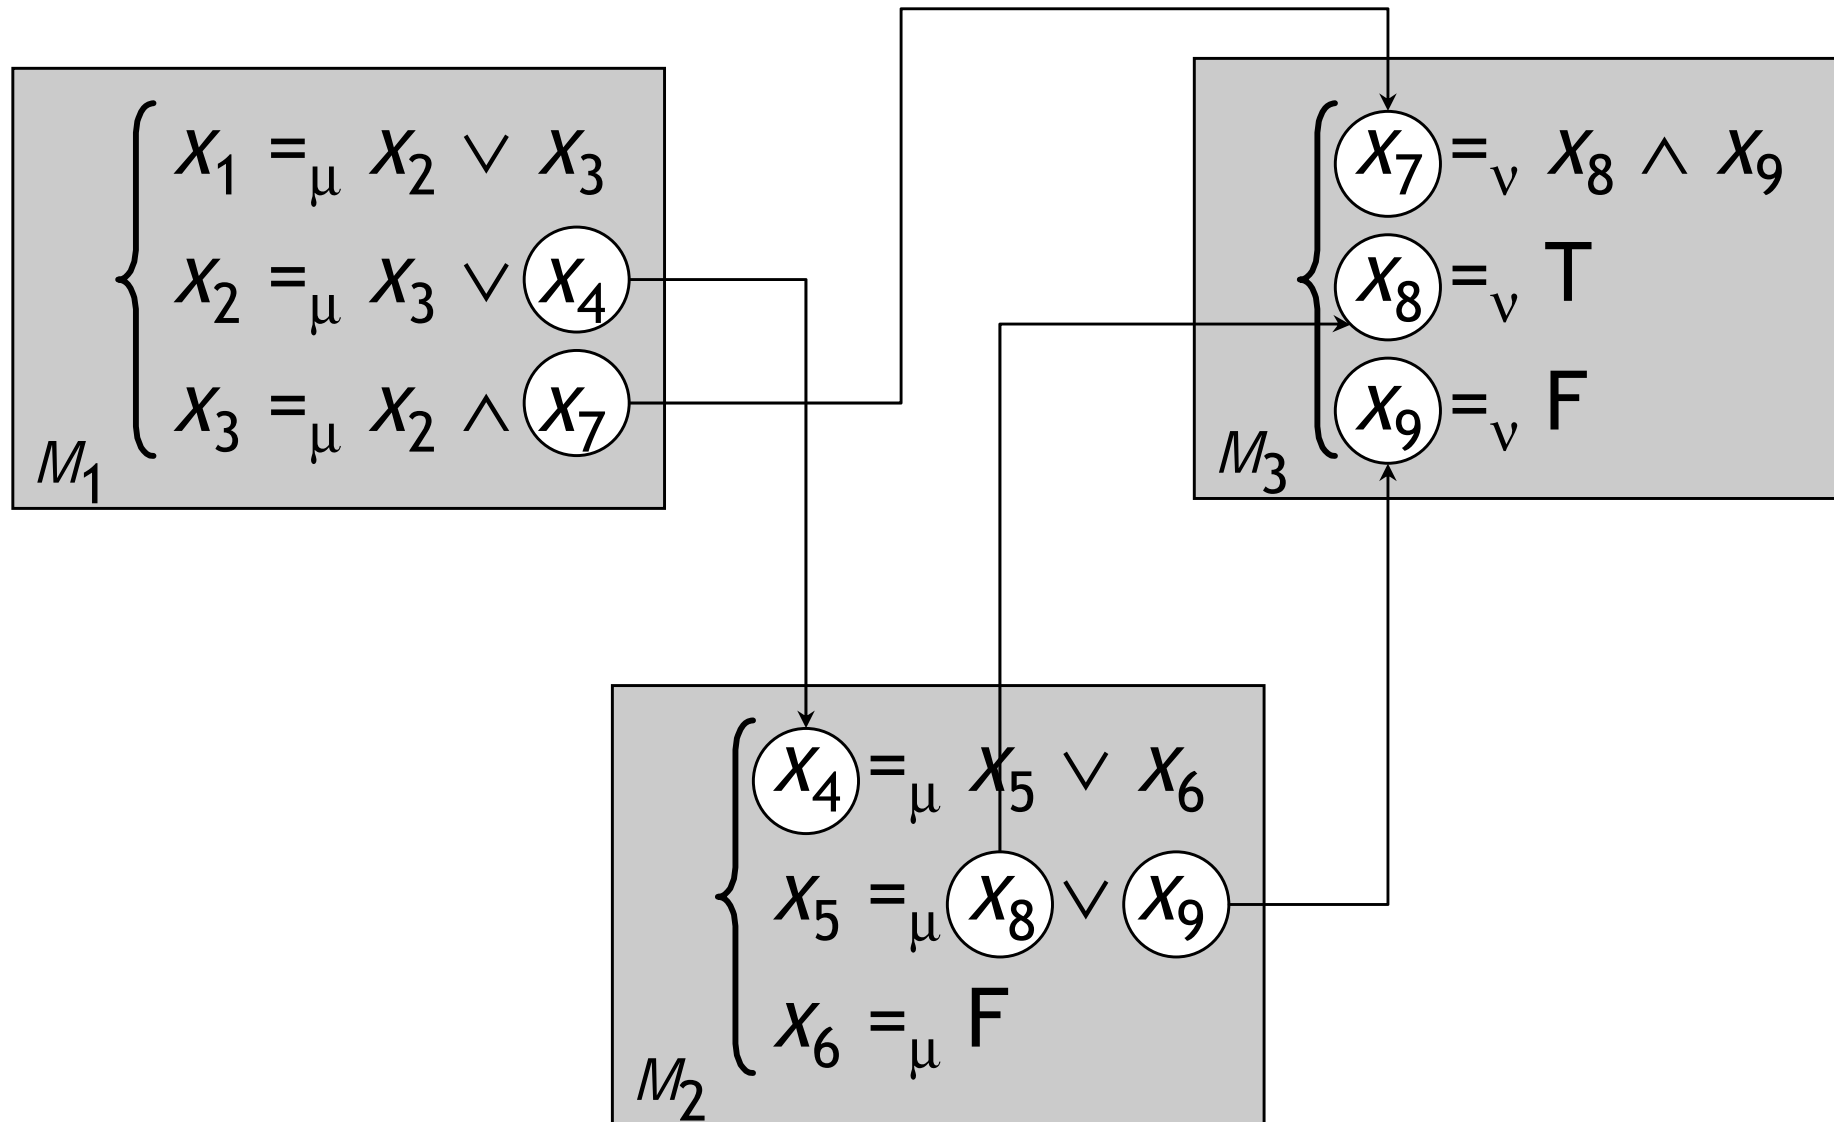 x₁ =μ x₂ ∨ x₃
x₂ =μ x₃ ∨ x₄
x₃ =μ x₂ ∧ x₇
M₁
x₇ =ν x₈ ∧ x₉
x₈ =ν T
x₉ =ν F
M₃
x₄ =μ x₅ ∨ x₆
x₅ =μ x₈ ∨ x₉
x₆ =μ F
M₂